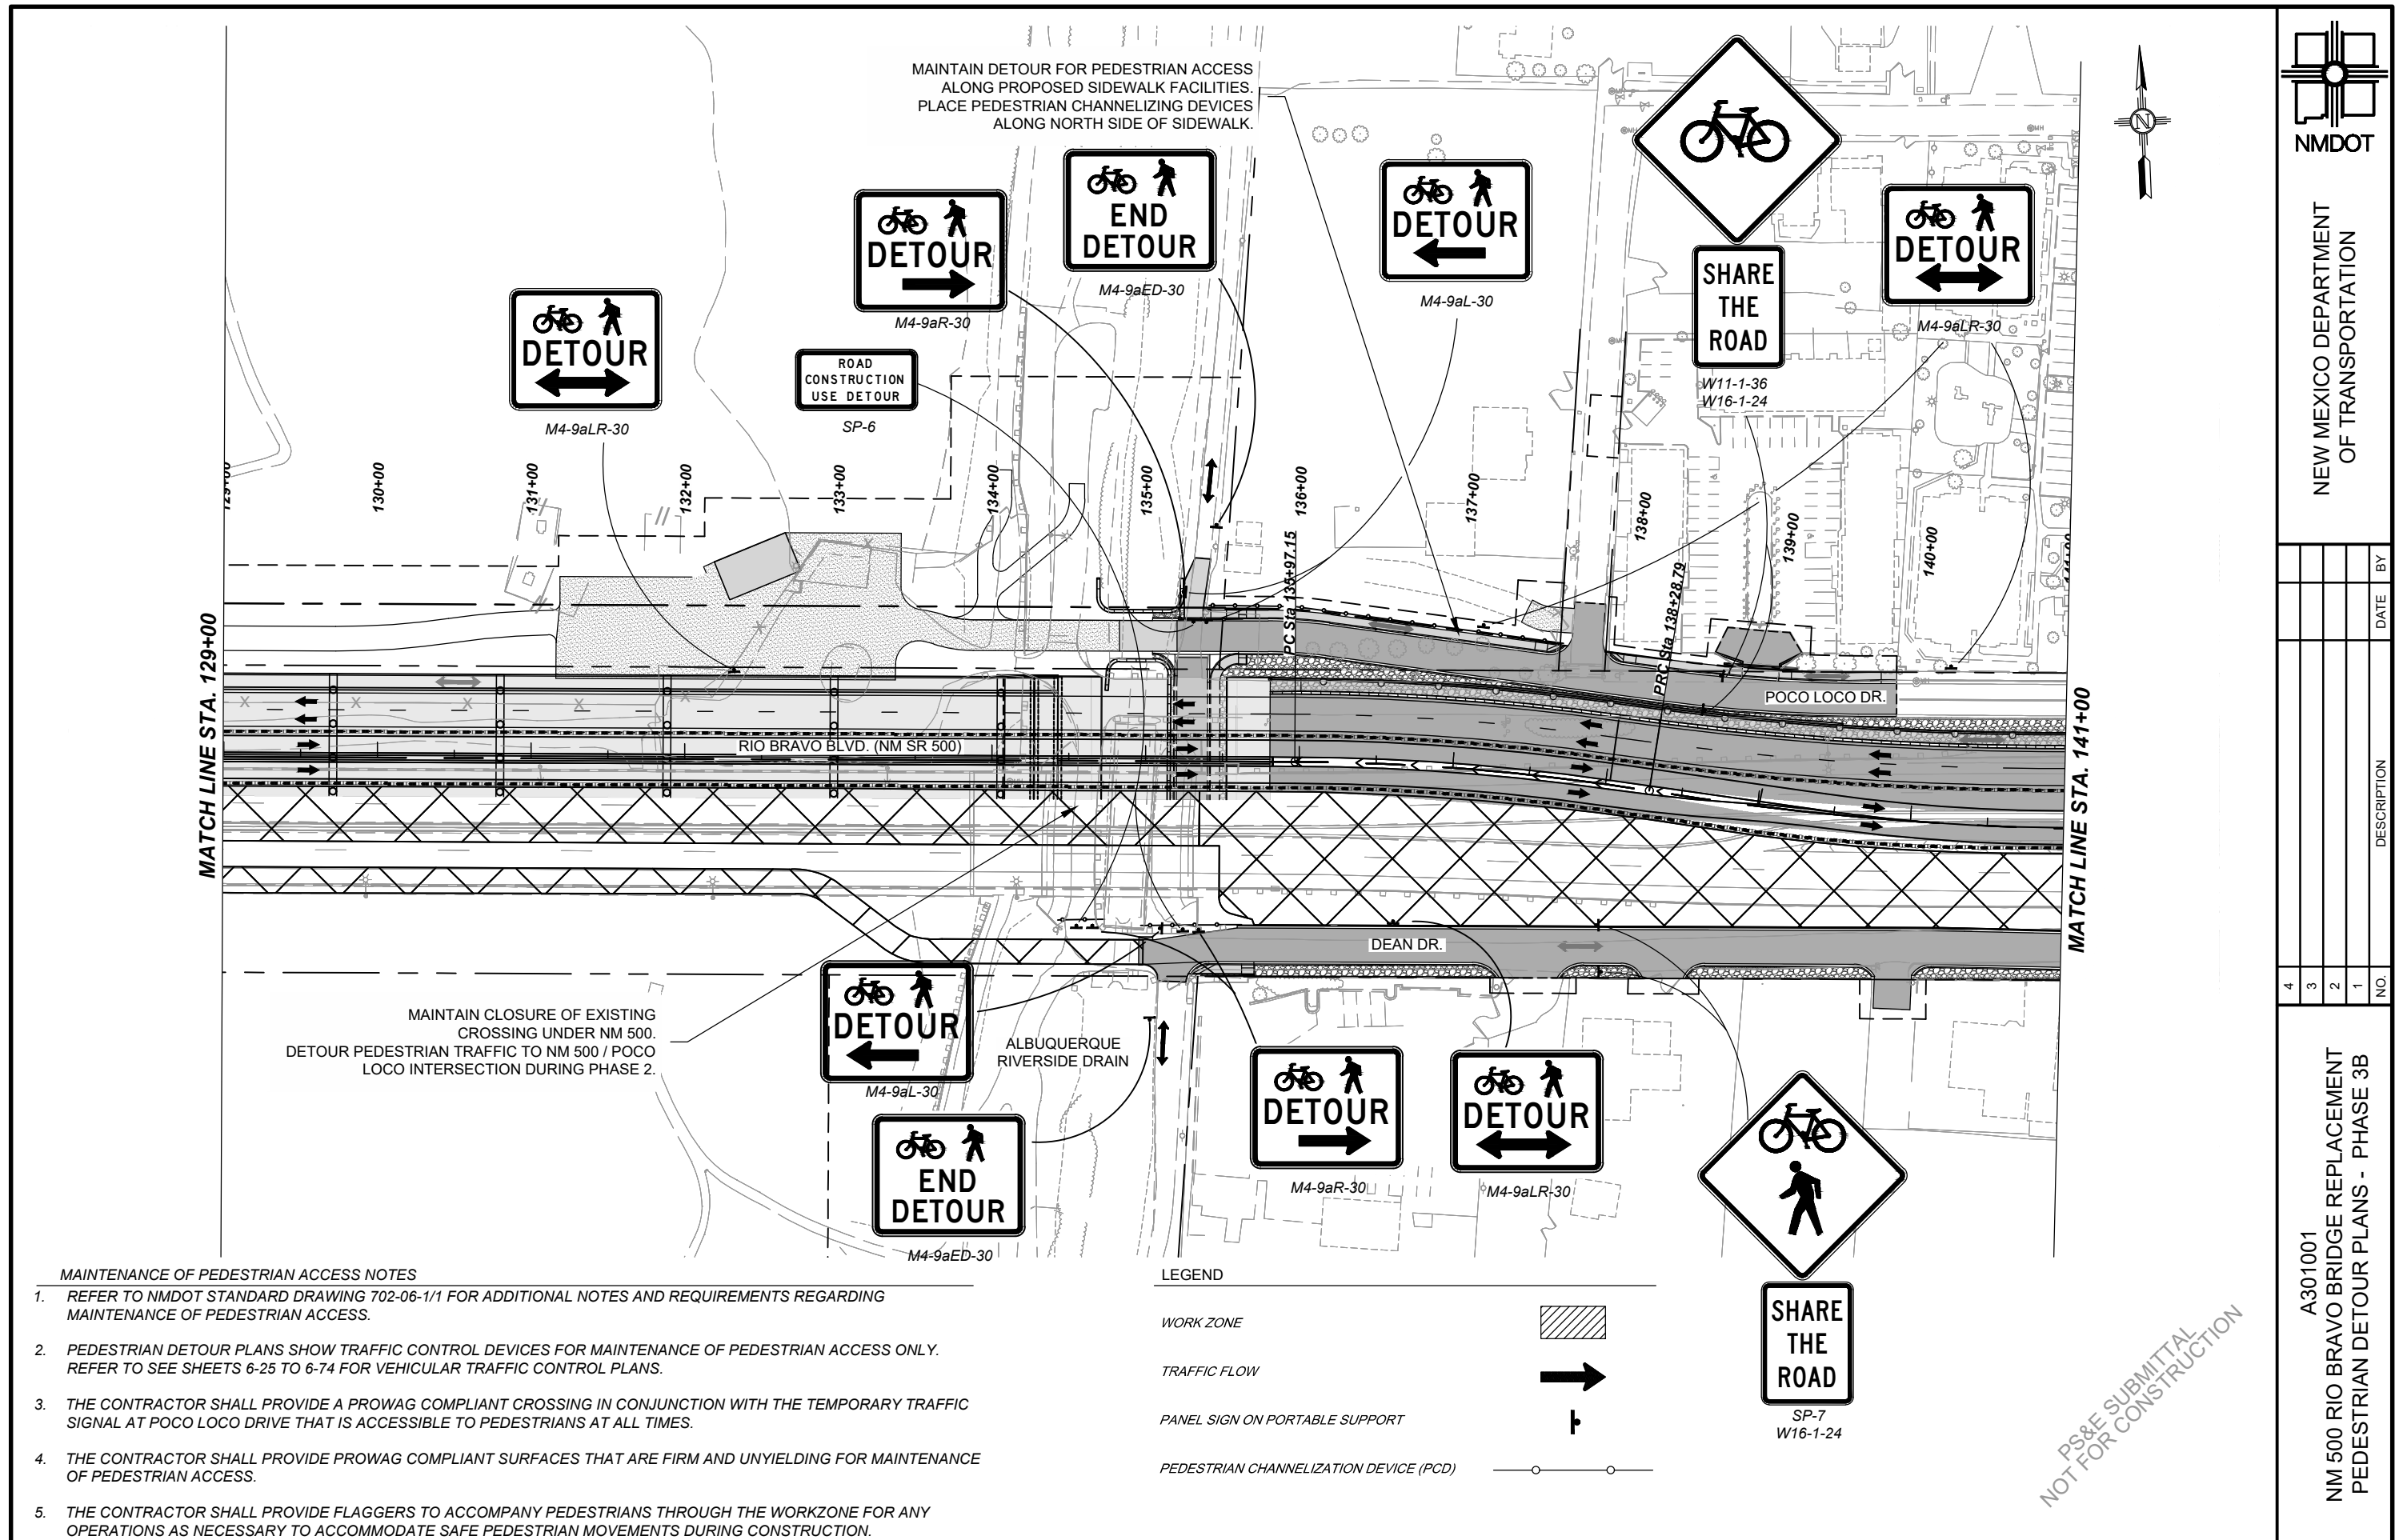 MAINTAIN DETOUR FOR PEDESTRIAN ACCESS
ALONG PROPOSED SIDEWALK FACILITIES.
PLACE PEDESTRIAN CHANNELIZING DEVICES
ALONG NORTH SIDE OF SIDEWALK.
N
DETOUR
M4-9aLR-30
DETOUR
M4-9aR-30
ROAD
CONSTRUCTION
USE DETOUR
SP-6
END
DETOUR
M4-9aED-30
DETOUR
M4-9aL-30
SHARE
THE
ROAD
W11-1-36
W16-1-24
DETOUR
M4-9aLR-30
130+00
131+00
132+00
133+00
134+00
135+00
136+00
137+00
138+00
139+00
140+00
PC Sta 135+97.15
PRC Sta 138+28.79
MATCH LINE STA. 129+00
MATCH LINE STA. 141+00
POCO LOCO DR.
RIO BRAVO BLVD. (NM SR 500)
DEAN DR.
MAINTAIN CLOSURE OF EXISTING
CROSSING UNDER NM 500.
DETOUR PEDESTRIAN TRAFFIC TO NM 500 / POCO
LOCO INTERSECTION DURING PHASE 2.
DETOUR
M4-9aL-30
ALBUQUERQUE
RIVERSIDE DRAIN
END
DETOUR
M4-9aED-30
DETOUR
M4-9aR-30
DETOUR
M4-9aLR-30
SHARE
THE
ROAD
SP-7
W16-1-24
MAINTENANCE OF PEDESTRIAN ACCESS NOTES
1. REFER TO NMDOT STANDARD DRAWING 702-06-1/1 FOR ADDITIONAL NOTES AND REQUIREMENTS REGARDING
MAINTENANCE OF PEDESTRIAN ACCESS.
2. PEDESTRIAN DETOUR PLANS SHOW TRAFFIC CONTROL DEVICES FOR MAINTENANCE OF PEDESTRIAN ACCESS ONLY.
REFER TO SEE SHEETS 6-25 TO 6-74 FOR VEHICULAR TRAFFIC CONTROL PLANS.
3. THE CONTRACTOR SHALL PROVIDE A PROWAG COMPLIANT CROSSING IN CONJUNCTION WITH THE TEMPORARY TRAFFIC
SIGNAL AT POCO LOCO DRIVE THAT IS ACCESSIBLE TO PEDESTRIANS AT ALL TIMES.
4. THE CONTRACTOR SHALL PROVIDE PROWAG COMPLIANT SURFACES THAT ARE FIRM AND UNYIELDING FOR MAINTENANCE
OF PEDESTRIAN ACCESS.
5. THE CONTRACTOR SHALL PROVIDE FLAGGERS TO ACCOMPANY PEDESTRIANS THROUGH THE WORKZONE FOR ANY
OPERATIONS AS NECESSARY TO ACCOMMODATE SAFE PEDESTRIAN MOVEMENTS DURING CONSTRUCTION.
LEGEND
WORK ZONE
TRAFFIC FLOW
PANEL SIGN ON PORTABLE SUPPORT
PEDESTRIAN CHANNELIZATION DEVICE (PCD)
PS&E SUBMITTAL
NOT FOR CONSTRUCTION
NMDOT
NEW MEXICO DEPARTMENT
OF TRANSPORTATION
4
3
2
1
NO. DESCRIPTION DATE BY
A301001
NM 500 RIO BRAVO BRIDGE REPLACEMENT
PEDESTRIAN DETOUR PLANS - PHASE 3B